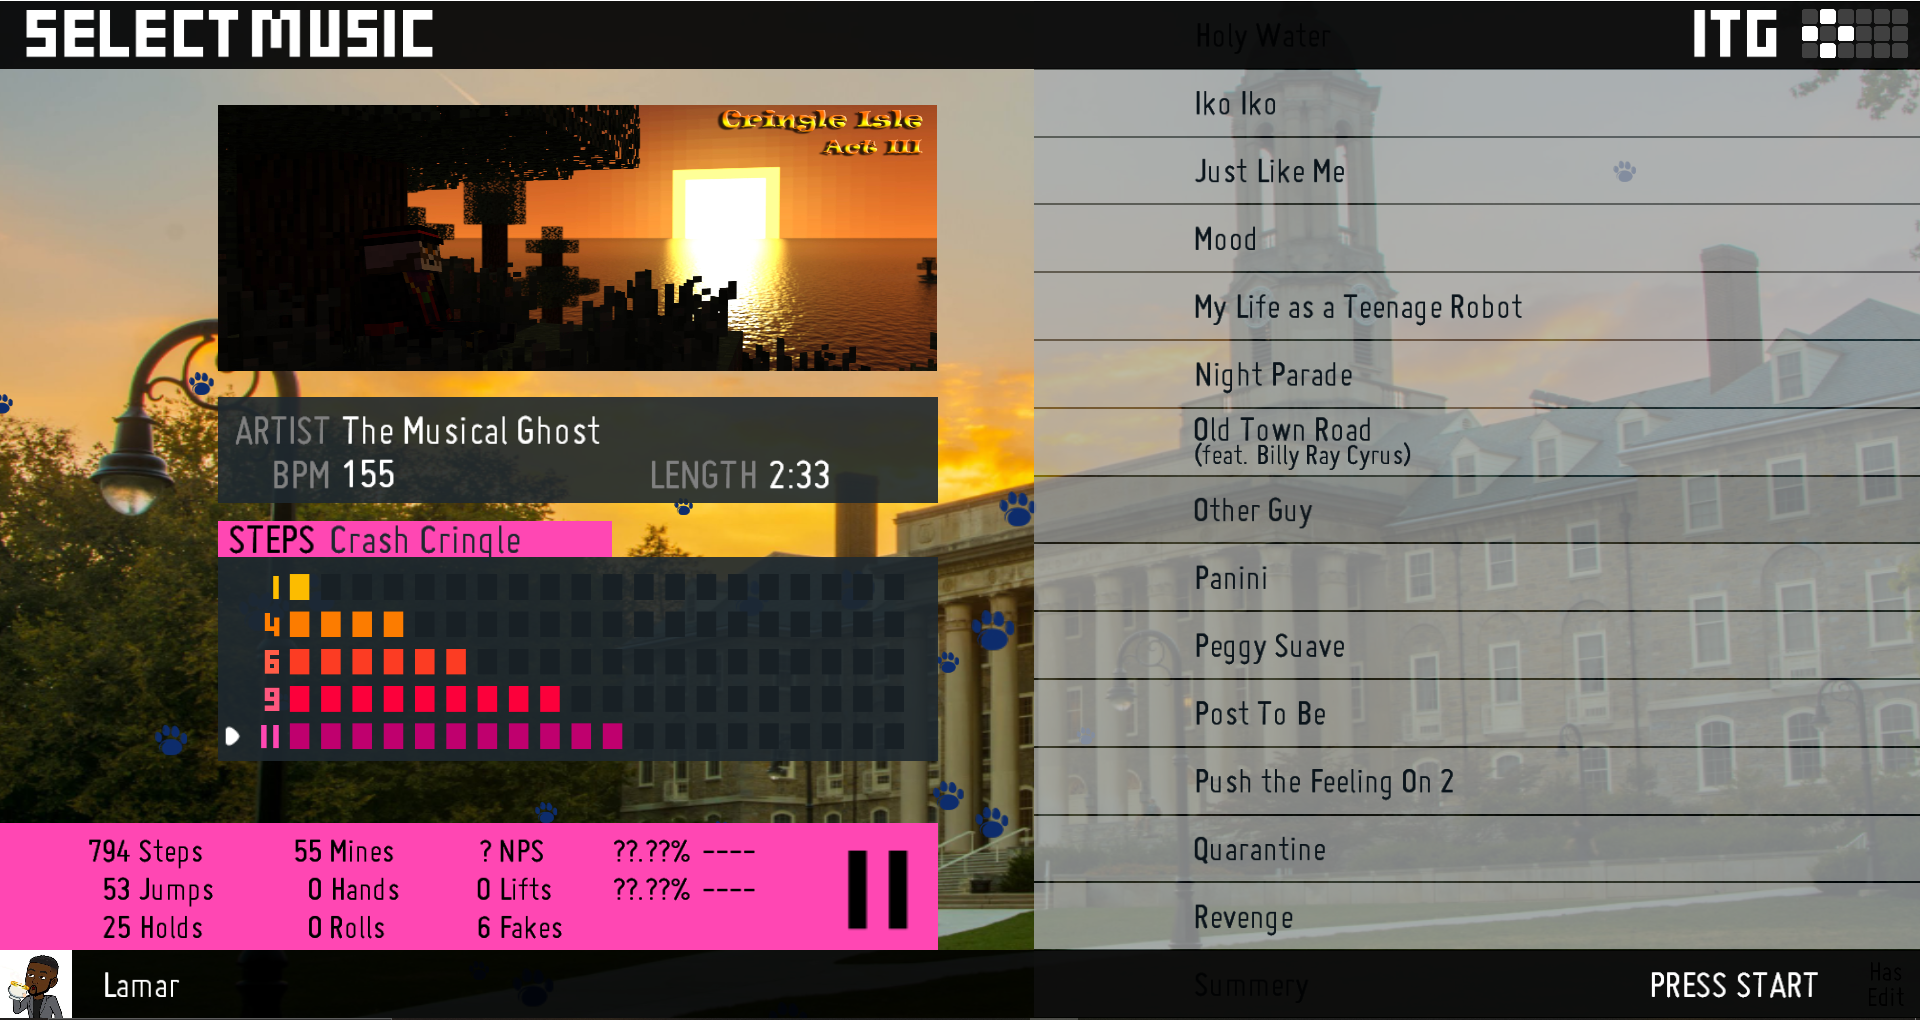 SELECT MUSIC
ITG
Cringle Isle
Act III
ARTIST The Musical Ghost
BPM 155 LENGTH 2:33
STEPS Crash Cringle
1
4
6
9
11
794 Steps 55 Mines ? NPS ??.??% ----
53 Jumps 0 Hands 0 Lifts ??.??% ----
25 Holds 0 Rolls 6 Fakes
11
Lamar
Holy Water
Iko Iko
Just Like Me
Mood
My Life as a Teenage Robot
Night Parade
Old Town Road
(feat. Billy Ray Cyrus)
Other Guy
Panini
Peggy Suave
Post To Be
Push the Feeling On 2
Quarantine
Revenge
Summery
PRESS START
Has
Edit